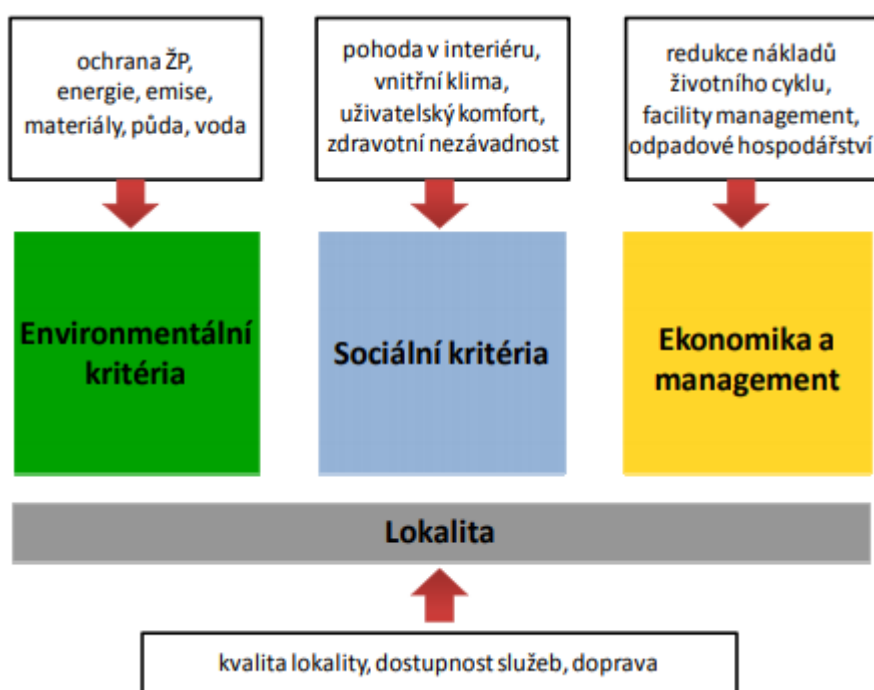 ochrana ŽP,
energie, emise,
materiály, půda, voda
pohoda v interiéru,
vnitřní klima,
uživatelský komfort,
zdravotní nezávadnost
redukce nákladů
životního cyklu,
facility management,
odpadové hospodářství
Environmentální
kritéria
Sociální kritéria
Ekonomika a
management
Lokalita
kvalita lokality, dostupnost služeb, doprava